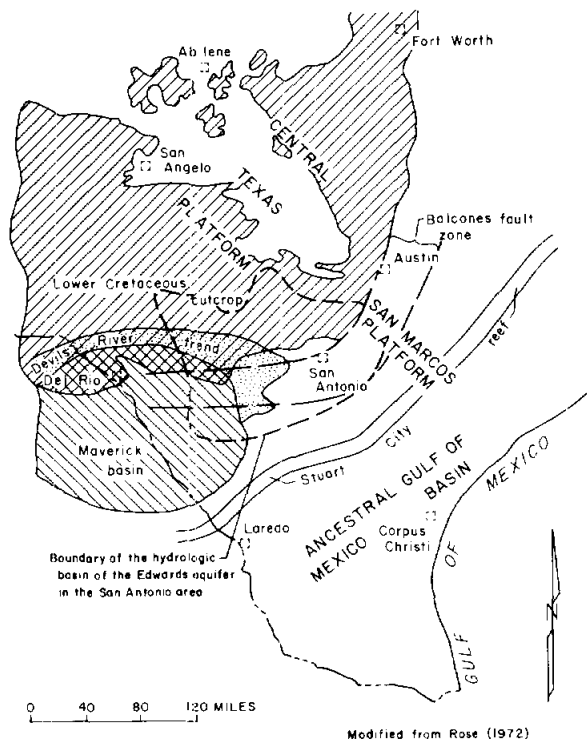 Fort Worth
Abilene
San
Angelo
CENTRAL
TEXAS
PLATFORM
Balcones fault
zone
Austin
Lower Cretaceous
outcrop
SAN MARCOS
PLATFORM
reef
Devils River trend
De Rio
San
Antonio
Maverick
basin
City
Stuart
ANCESTRAL GULF OF
MEXICO BASIN
Corpus
Christi
GULF OF MEXICO
Laredo
Boundary of the hydrologic
basin of the Edwards aquifer
in the San Antonio area
N
0 40 80 120 MILES
Modified from Rose (1972)